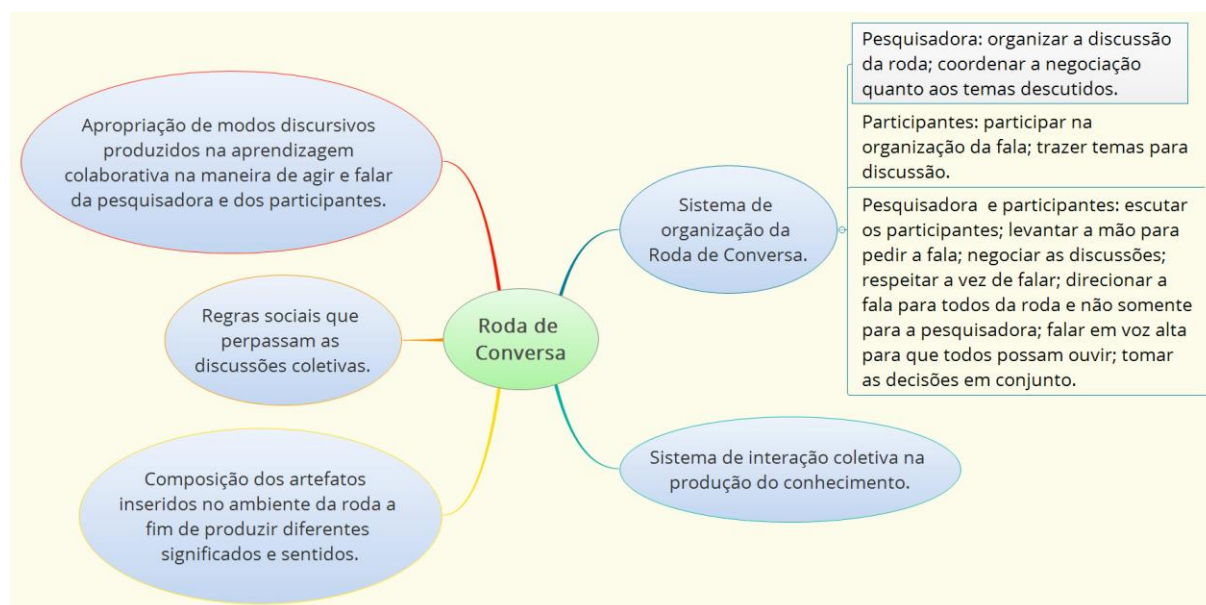 Apropriação de modos discursivos
produzidos na aprendizagem
colaborativa na maneira de agir e falar
da pesquisadora e dos participantes.
Regras sociais que
perpassam as
discussões coletivas.
Composição dos artefatos
inseridos no ambiente da roda a
fim de produzir diferentes
significados e sentidos.
Roda de
Conversa
Sistema de
organização da
Roda de Conversa.
Pesquisadora: organizar a discussão
da roda; coordenar a negociação
quanto aos temas descutidos.
Participantes: participar na
organização da fala; trazer temas para
discussão.
Pesquisadora e participantes: escutar
os participantes; levantar a mão para
pedir a fala; negociar as discussões;
respeitar a vez de falar; direcionar a
fala para todos da roda e não somente
para a pesquisadora; falar em voz alta
para que todos possam ouvir; tomar
as decisões em conjunto.
Sistema de interação coletiva na
produção do conhecimento.